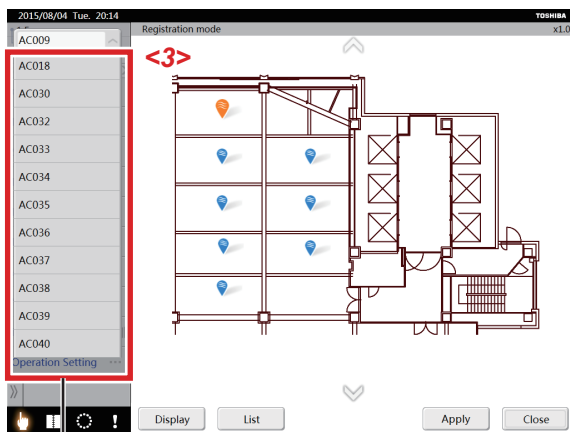 2015/08/04 Tue. 20:14
TOSHIBA
Registration mode
x1.0
AC009
<3>
AC018
AC030
AC032
AC033
AC034
AC035
AC036
AC037
AC038
AC039
AC040
Operation Setting ...
Display
List
Apply
Close